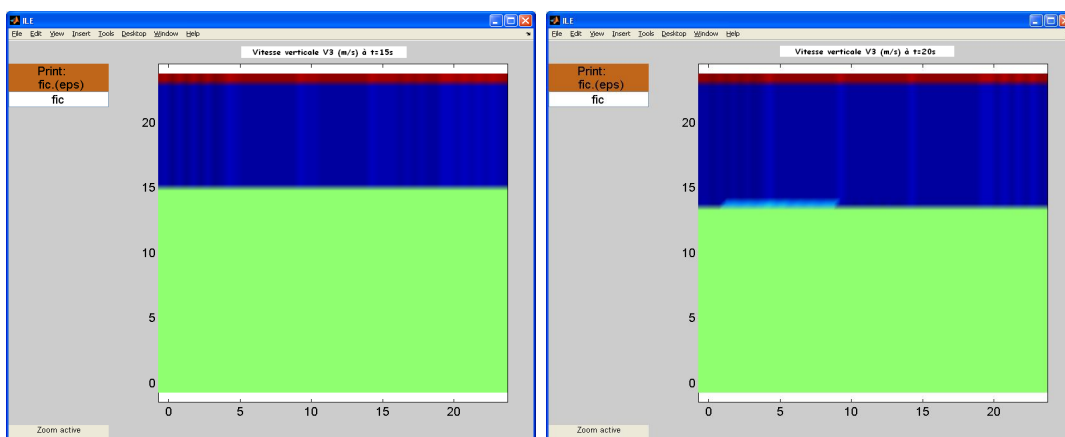 ILE
File Edit View Insert Tools Desktop Window Help
Vitesse verticale V3 (m/s) à t=15s
Print:
fic.(eps)
fic
20
15
10
5
0
0 5 10 15 20
Zoom active
ILE
File Edit View Insert Tools Desktop Window Help
Vitesse verticale V3 (m/s) à t=20s
Print:
fic.(eps)
fic
20
15
10
5
0
0 5 10 15 20
Zoom active